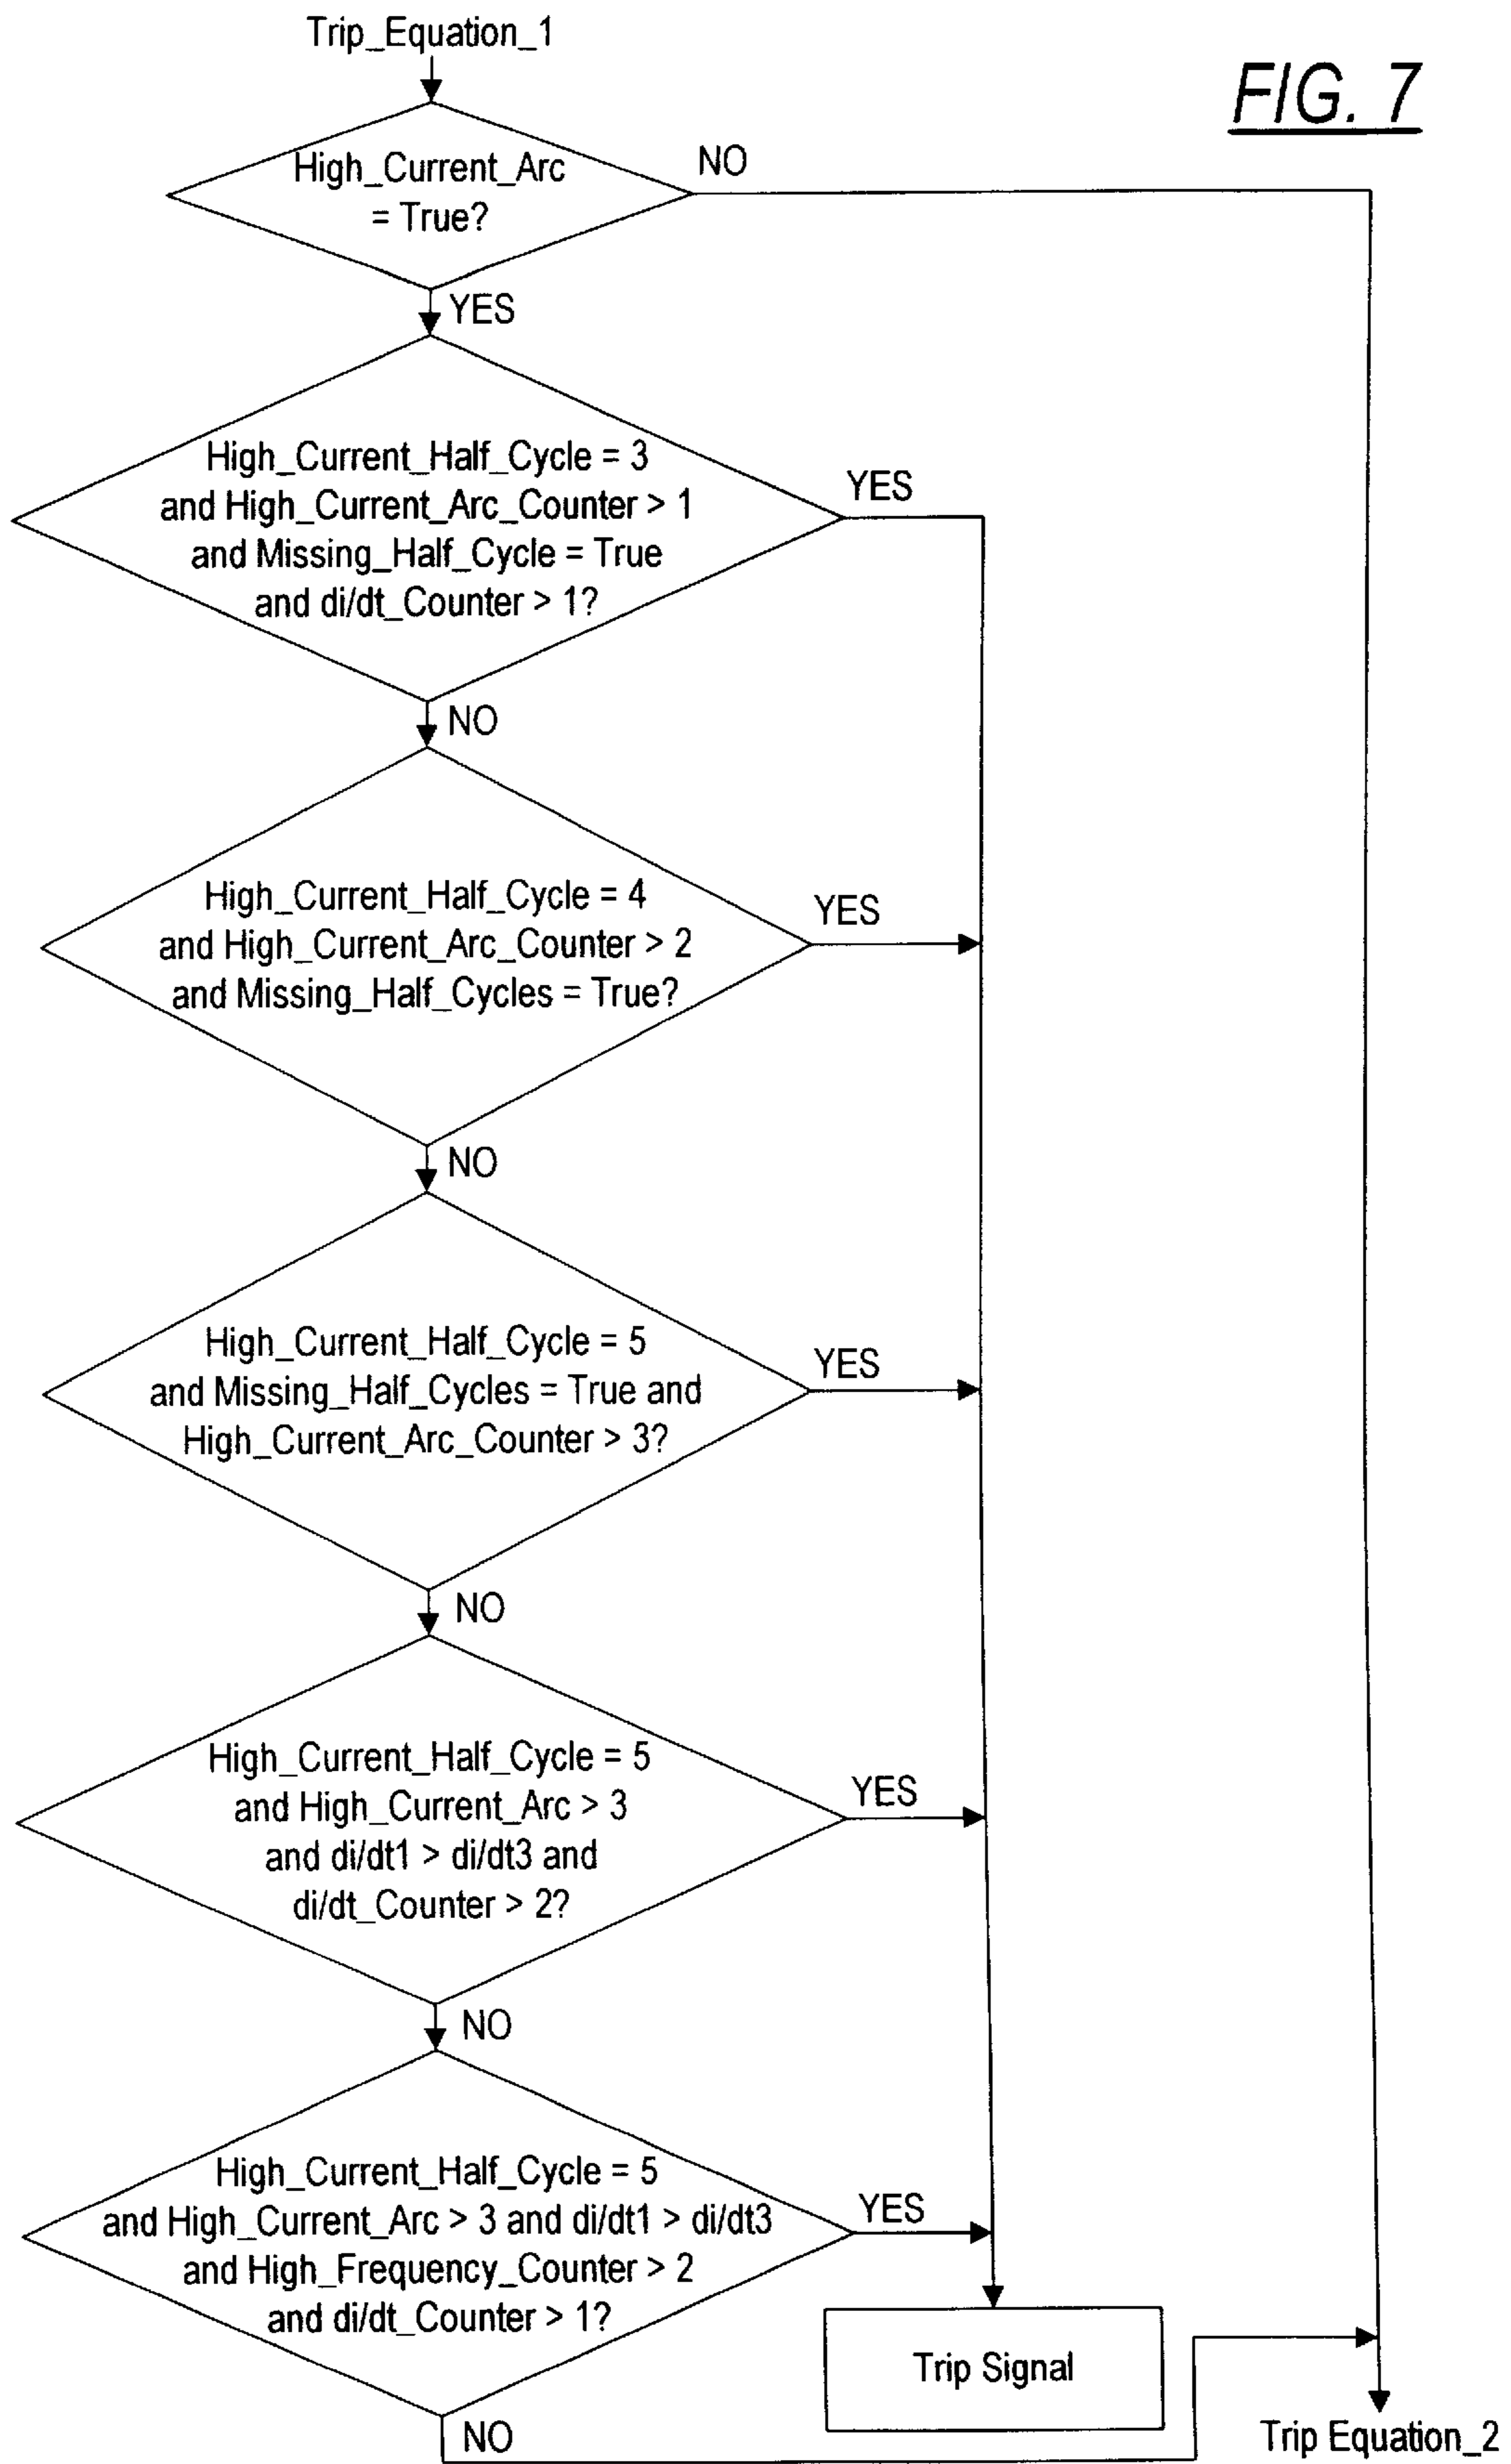 Trip_Equation_1
FIG. 7
High_Current_Arc
= True?
NO
YES
High_Current_Half_Cycle = 3
and High_Current_Arc_Counter > 1
and Missing_Half_Cycle = True
and di/dt_Counter > 1?
YES
NO
High_Current_Half_Cycle = 4
and High_Current_Arc_Counter > 2
and Missing_Half_Cycles = True?
YES
NO
High_Current_Half_Cycle = 5
and Missing_Half_Cycles = True and
High_Current_Arc_Counter > 3?
YES
NO
High_Current_Half_Cycle = 5
and High_Current_Arc > 3
and di/dt1 > di/dt3 and
di/dt_Counter > 2?
YES
NO
High_Current_Half_Cycle = 5
and High_Current_Arc > 3 and di/dt1 > di/dt3
and High_Frequency_Counter > 2
and di/dt_Counter > 1?
YES
NO
Trip Signal
Trip Equation_2